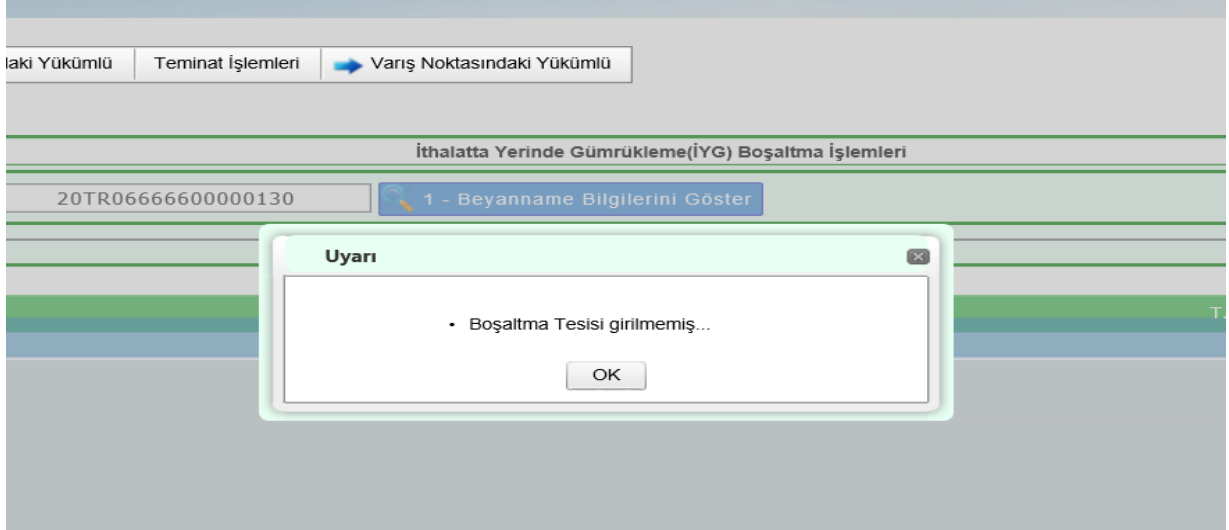 daki Yükümlü Teminat İşlemleri Varış Noktasındaki Yükümlü
İthalatta Yerinde Gümrükleme(İYG) Boşaltma İşlemleri
20TR06666600000130 1 - Beyanname Bilgilerini Göster
Uyarı
• Boşaltma Tesisi girilmemiş...
T.
OK